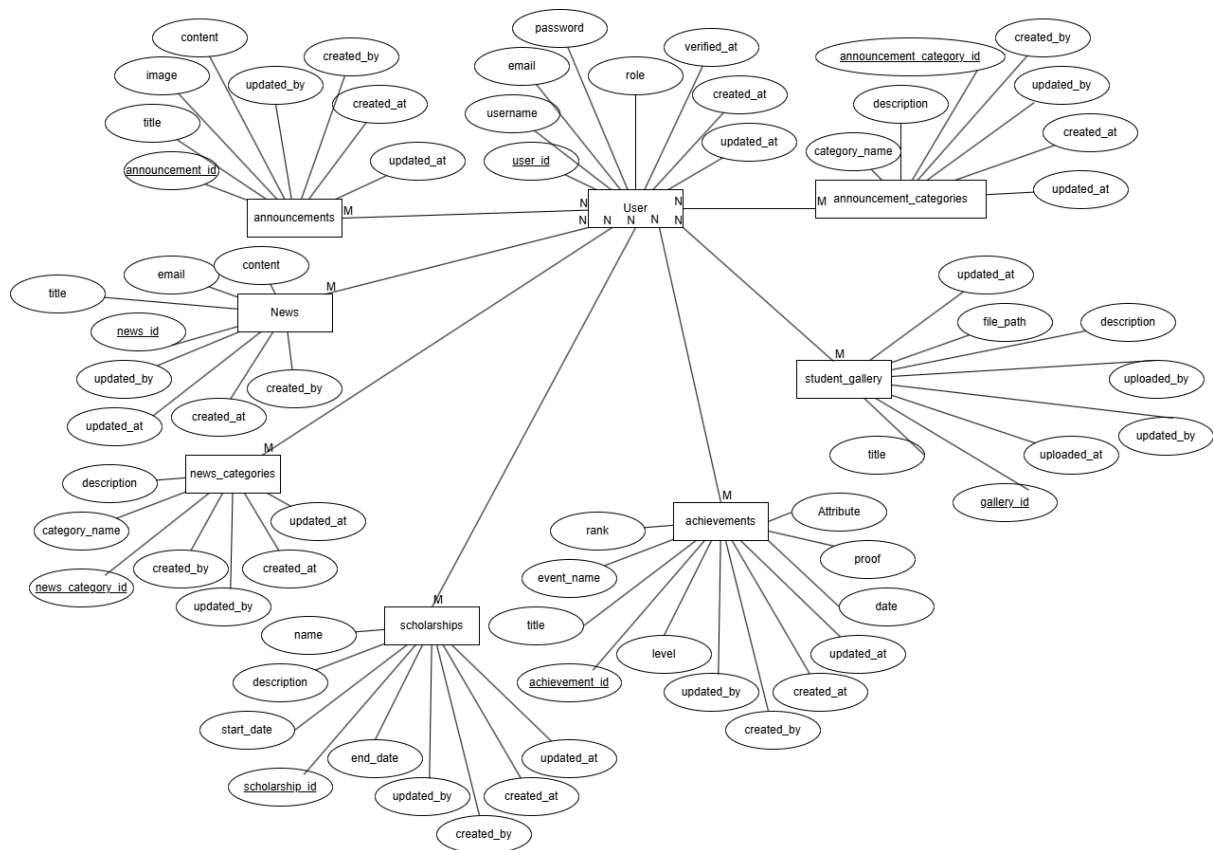 content
image
title
announcement_id
updated_by
created_by
created_at
updated_at
announcements
M
password
email
username
user_id
role
verified_at
created_at
updated_at
User
N
N
N
N
N
N
N
announcement_category_id
created_by
description
updated_by
category_name
created_at
updated_at
announcement_categories
M
content
email
title
News
M
news_id
updated_by
updated_at
created_at
created_by
updated_at
file_path
description
student_gallery
M
uploaded_by
updated_by
uploaded_at
title
gallery_id
news_categories
M
description
category_name
news_category_id
created_by
updated_by
created_at
updated_at
achievements
M
Attribute
rank
proof
event_name
date
title
level
updated_at
achievement_id
updated_by
created_at
created_by
scholarships
M
name
description
start_date
scholarship_id
end_date
updated_by
created_by
created_at
updated_at